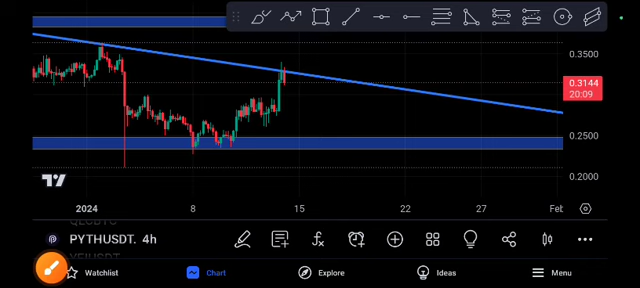 0.3500
0.3144
20:09
0.2500
0.2000
2024
8
15
22
27
Fet
PYTHUSDT. 4h
Watchlist
Chart
Explore
Ideas
Menu